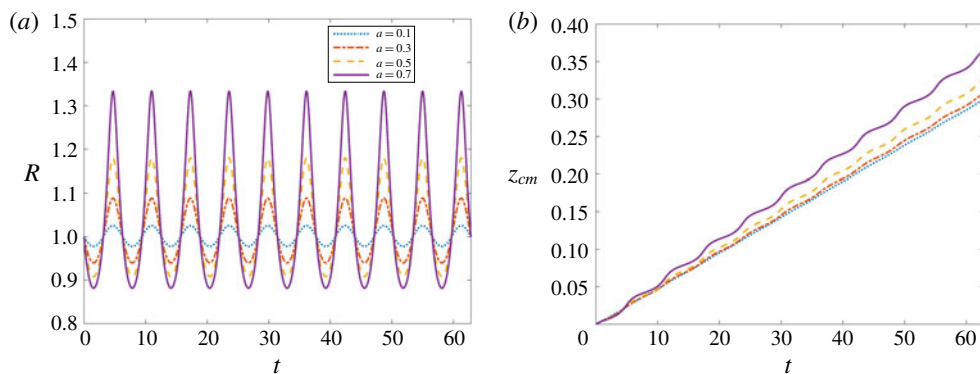 (a)
1.5
1.4
1.3
1.2
1.1
1.0
0.9
0.8
R
a = 0.1
a = 0.3
a = 0.5
a = 0.7
0 10 20 30 40 50 60
t
(b)
0.40
0.35
0.30
0.25
0.20
0.15
0.10
0.05
z_cm
0 10 20 30 40 50 60
t